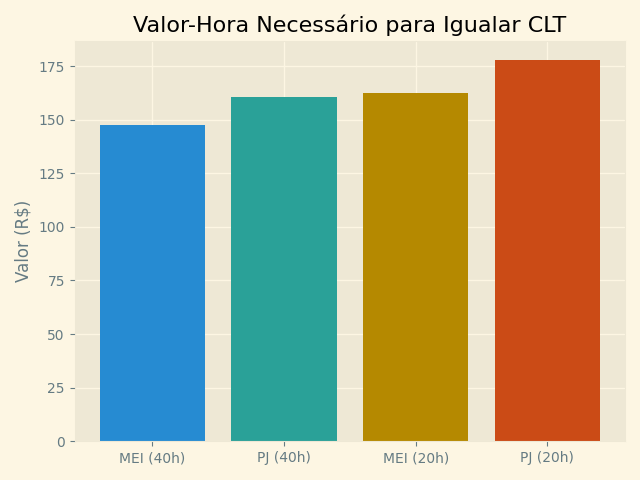 Valor-Hora Necessário para Igualar CLT
Valor (R$)
175
150
125
100
75
50
25
0
MEI (40h)
PJ (40h)
MEI (20h)
PJ (20h)